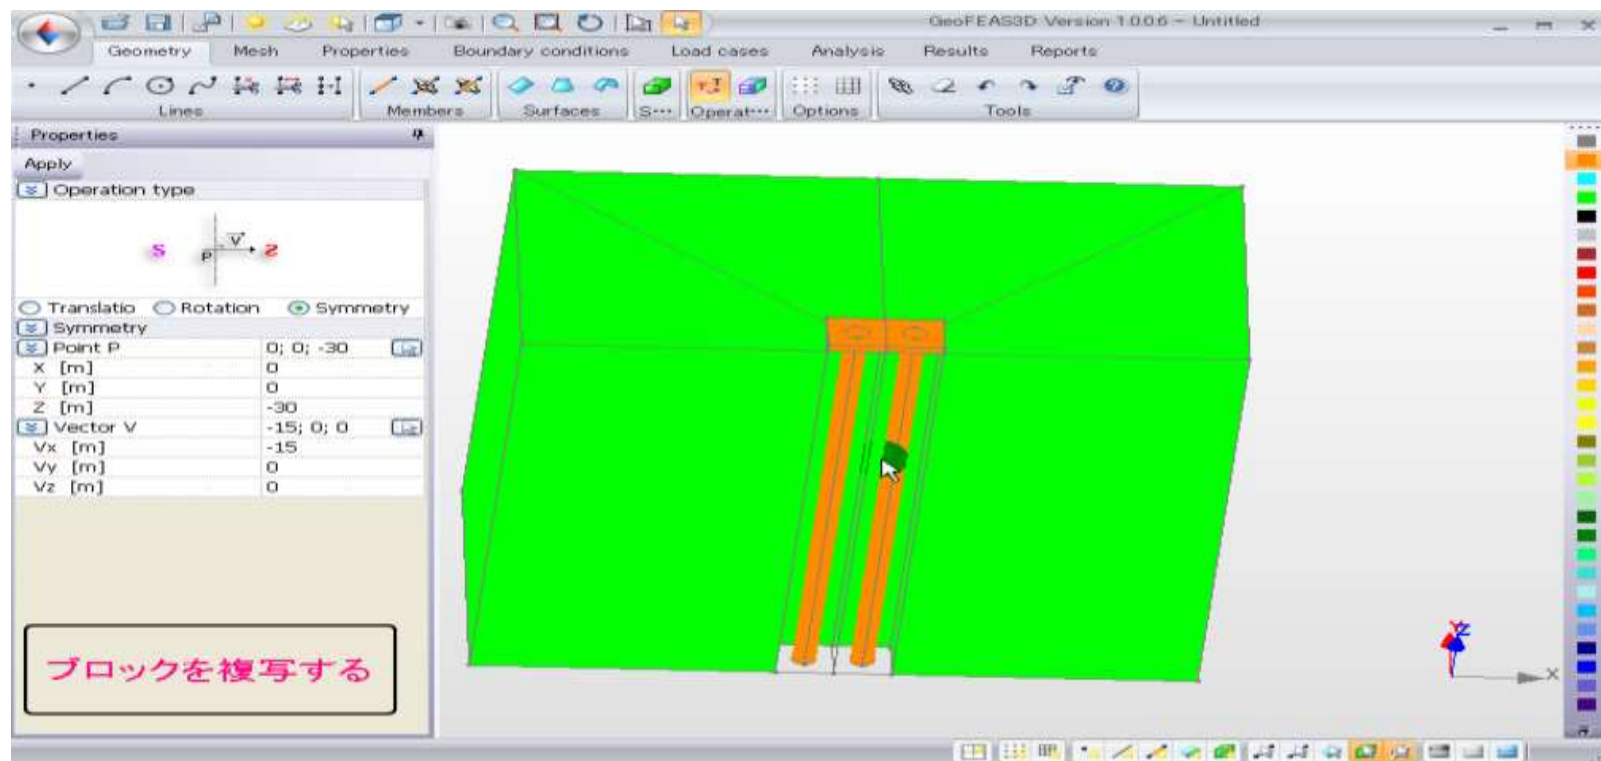 GeoFEAS3D Version 1.0.0.6 - Untitled
Geometry Mesh Properties Boundary conditions Load cases Analysis Results Reports
Lines Members Surfaces S··· Operat··· Options Tools
Properties
Apply
Operation type
S P V S
Translatio Rotation Symmetry
Symmetry
Point P 0; 0; -30
X [m] 0
Y [m] 0
Z [m] -30
Vector V -15; 0; 0
Vx [m] -15
Vy [m] 0
Vz [m] 0
ブロックを複写する
Z
X